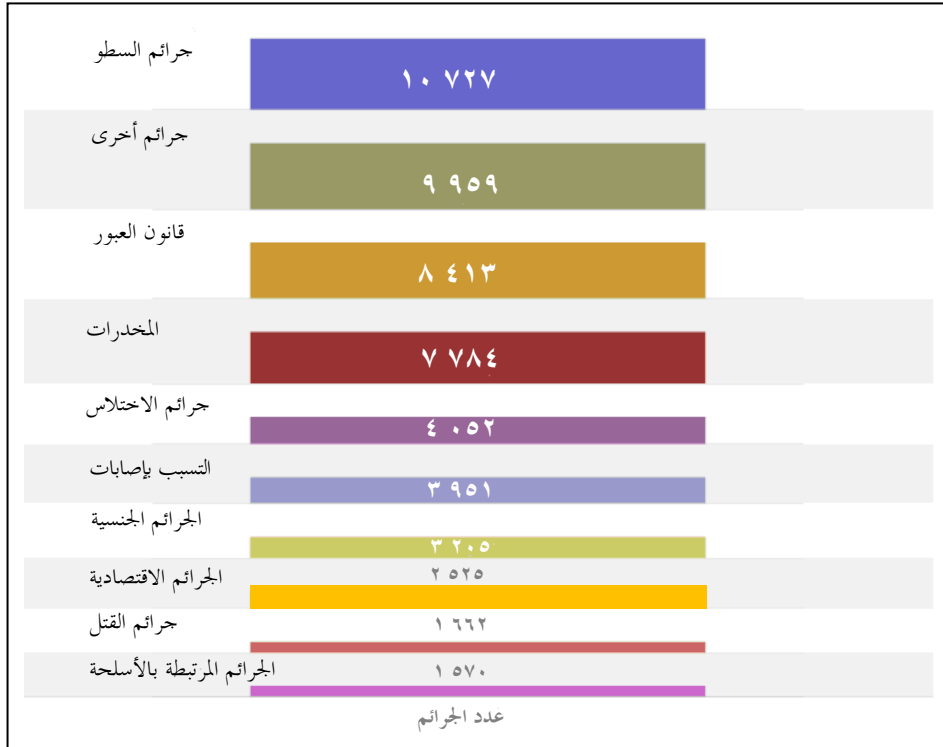 جرائم السطو
١٠ ٧٢٧
جرائم أخرى
٩ ٩٥٩
قانون العبور
٨ ٤١٣
المخدرات
٧ ٧٨٤
جرائم الاختلاس
٤ ٠٥٢
التسبب بإصابات
٣ ٩٥١
الجرائم الجنسية
٣ ٢٠٥
الجرائم الاقتصادية
٢ ٥٢٥
جرائم القتل
١ ٦٦٢
الجرائم المرتبطة بالأسلحة
١ ٥٧٠
عدد الجرائم